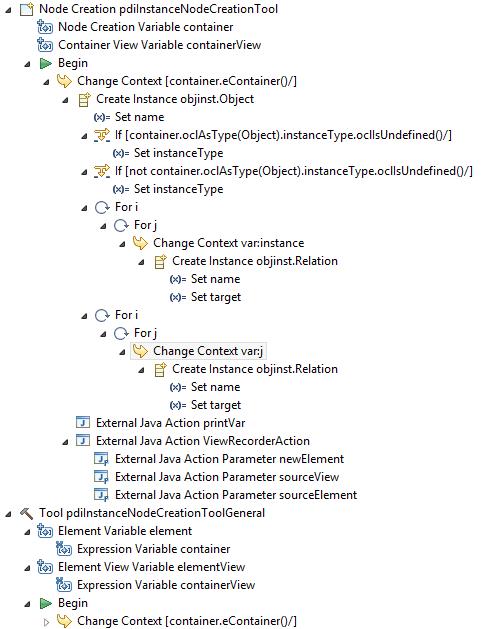 Node Creation pdiInstanceNodeCreationTool
Node Creation Variable container
Container View Variable containerView
Begin
Change Context [container.eContainer()/]
Create Instance objinst.Object
(x)= Set name
If [container.oclAsType(Object).instanceType.oclIsUndefined()/]
(x)= Set instanceType
If [not container.oclAsType(Object).instanceType.oclIsUndefined()/]
(x)= Set instanceType
For i
For j
Change Context var:instance
Create Instance objinst.Relation
(x)= Set name
(x)= Set target
For i
For j
Change Context var:j
Create Instance objinst.Relation
(x)= Set name
(x)= Set target
External Java Action printVar
External Java Action ViewRecorderAction
External Java Action Parameter newElement
External Java Action Parameter sourceView
External Java Action Parameter sourceElement
Tool pdiInstanceNodeCreationToolGeneral
Element Variable element
Expression Variable container
Element View Variable elementView
Expression Variable containerView
Begin
Change Context [container.eContainer()/]